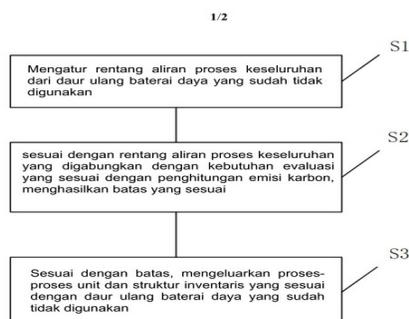 1/2
S1
Mengatur rentang aliran proses keseluruhan
dari daur ulang baterai daya yang sudah tidak
digunakan
S2
sesuai dengan rentang aliran proses keseluruhan
yang digabungkan dengan kebutuhan evaluasi
yang sesuai dengan penghitungan emisi karbon,
menghasilkan batas yang sesuai
S3
Sesuai dengan batas, mengeluarkan proses-
proses unit dan struktur inventaris yang sesuai
dengan daur ulang baterai daya yang sudah
tidak digunakan